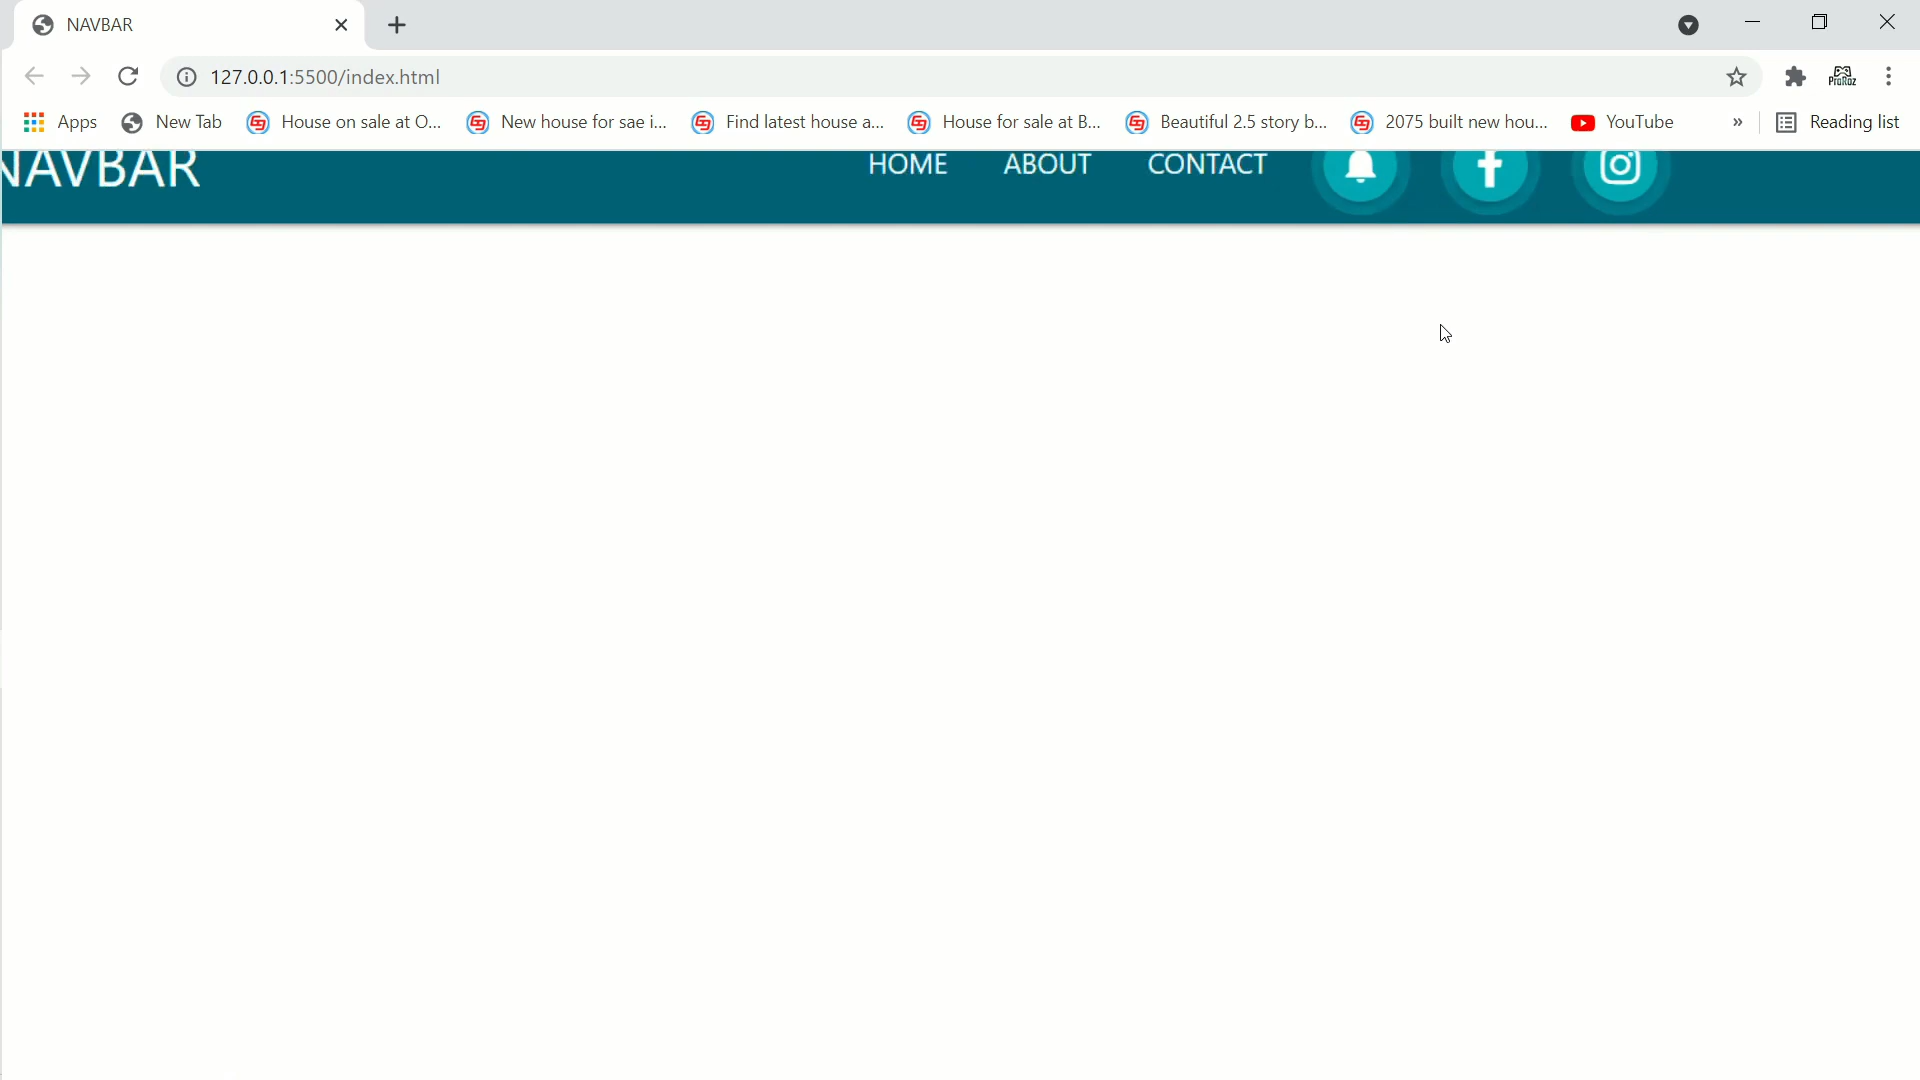 NAVBAR
127.0.0.1:5500/index.html
Apps New Tab House on sale at O... New house for sae i... Find latest house a... House for sale at B... Beautiful 2.5 story b... 2075 built new hou... YouTube » Reading list
NAVBAR HOME ABOUT CONTACT